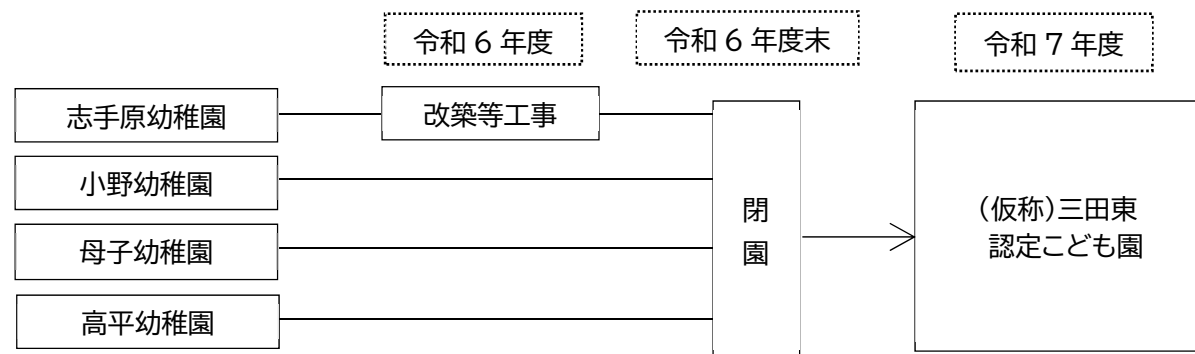 令和6年度
令和6年度末
令和7年度
志手原幼稚園
改築等工事
小野幼稚園
母子幼稚園
高平幼稚園
閉
園
（仮称）三田東
認定こども園